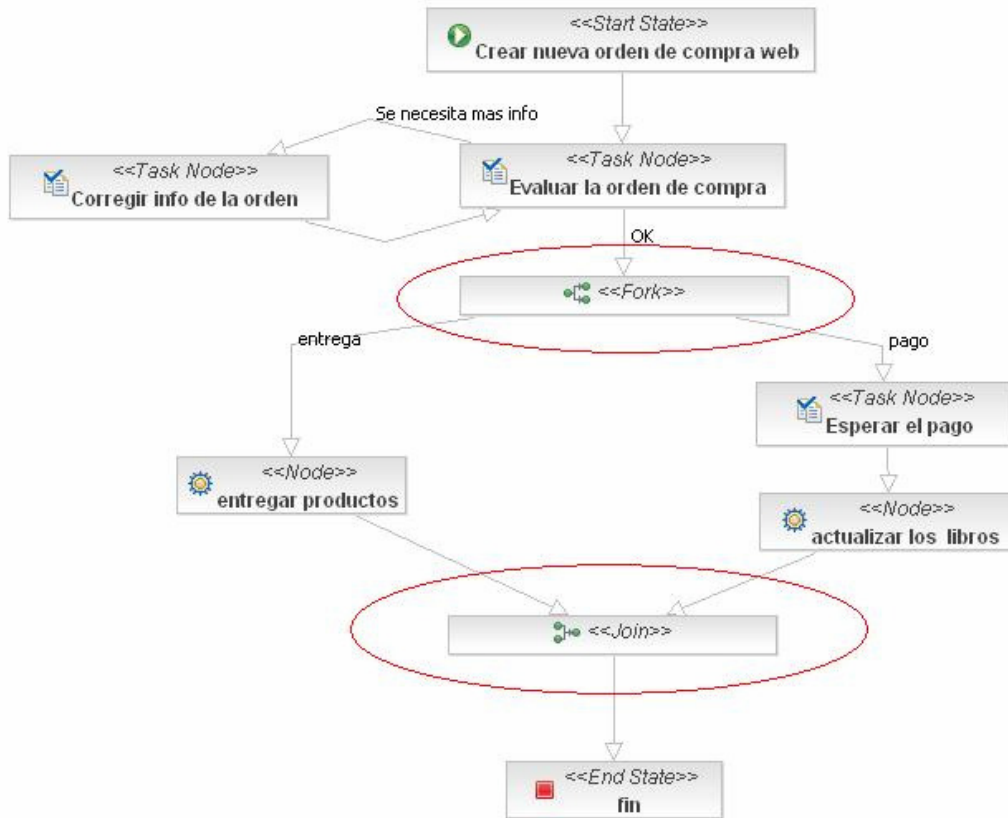 <<Start State>>
Crear nueva orden de compra web
Se necesita mas info
<<Task Node>>
Corregir info de la orden
<<Task Node>>
Evaluar la orden de compra
OK
<<Fork>>
entrega
pago
<<Task Node>>
Esperar el pago
<<Node>>
entregar productos
<<Node>>
actualizar los libros
<<Join>>
<<End State>>
fin